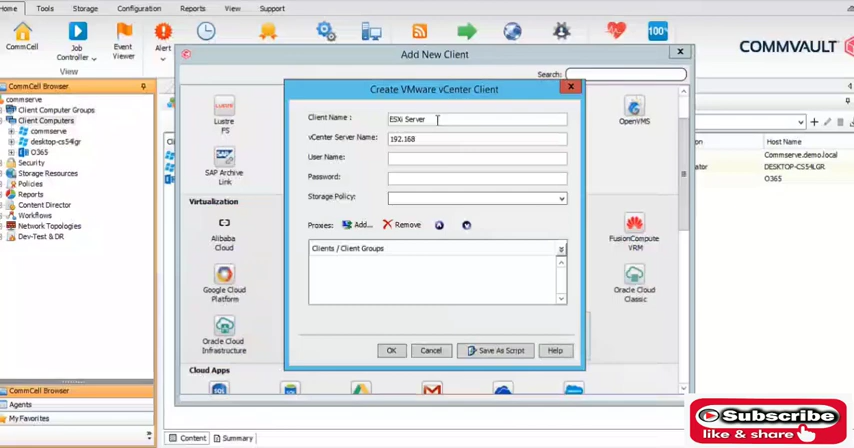 Home Tools Storage Configuration Reports View Support
CommCell
Job
Controller
Event
Viewer
Alert
100%
View
COMMVAULT
CommCell Browser
commserve
Client Computer Groups
Client Computers
commserve
desktop-cs54lgr
O365
Security
Storage Resources
Policies
Reports
Content Director
Workflows
Network Topologies
Dev-Test & DR
CommCell Browser
Agents
My Favorites
Add New Client
Search:
Lustre
FS
OpenVMS
SAP
SAP Archive
Link
Virtualization
Alibaba
Cloud
FusionCompute
VRM
Google Cloud
Platform
Oracle Cloud
Classic
Oracle Cloud
Infrastructure
Cloud Apps
Create VMware vCenter Client
Client Name : ESXi Server
vCenter Server Name: 192.168
User Name:
Password:
Storage Policy:
Proxies: Add... Remove
Clients / Client Groups
OK Cancel Save As Script Help
Host Name
Commserve.demo.local
DESKTOP-CS54LGR
O365
Content Summary
Subscribe
like & share